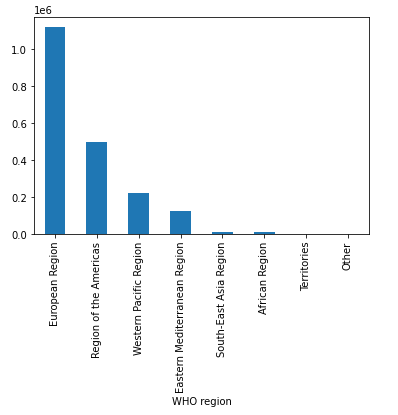 1e6
1.0
0.8
0.6
0.4
0.2
0.0
European Region
Region of the Americas
Western Pacific Region
Eastern Mediterranean Region
South-East Asia Region
African Region
Territories
Other
WHO region